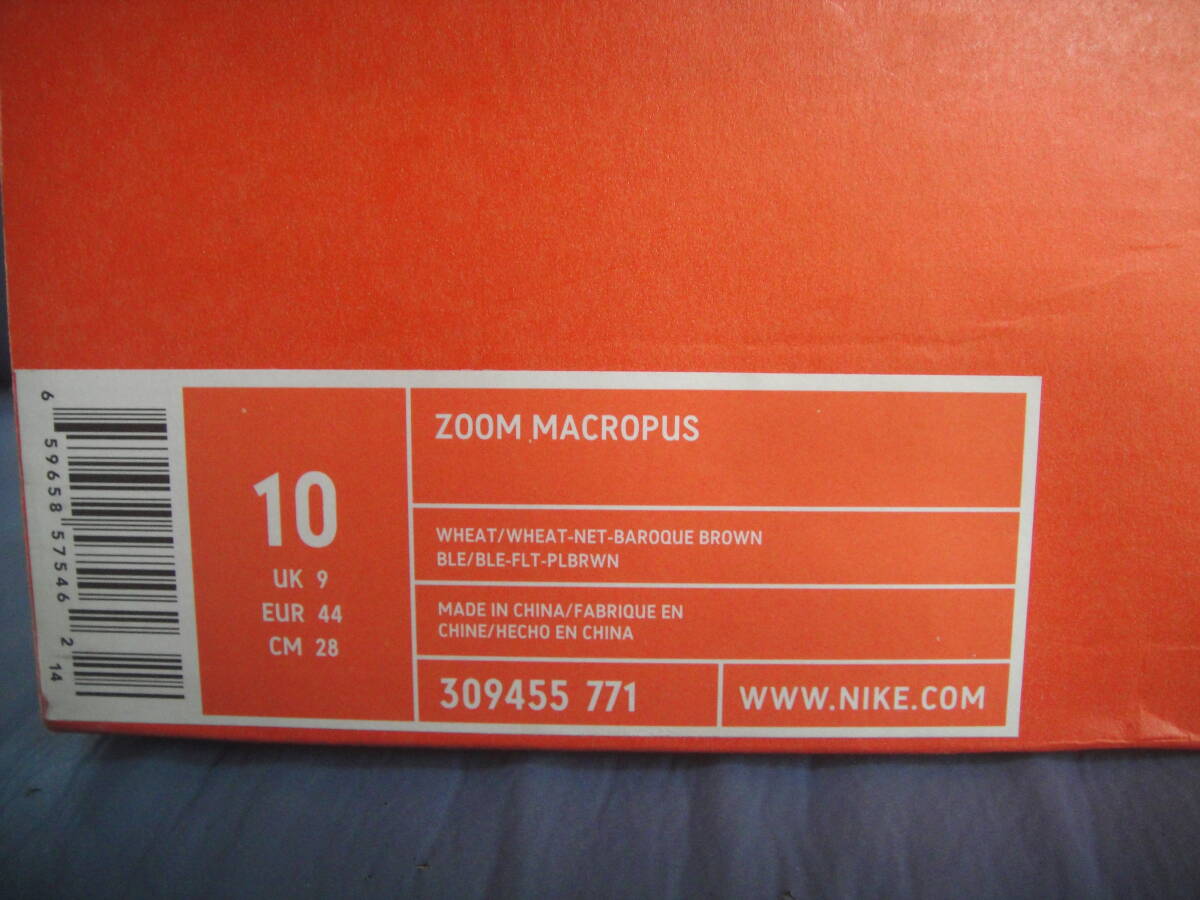 6 59658 57546 2 14
10
UK 9
EUR 44
CM 28
ZOOM MACROPUS
WHEAT/WHEAT-NET-BAROQUE BROWN
BLE/BLE-FLT-PLBRWN
MADE IN CHINA/FABRIQUE EN
CHINE/HECHO EN CHINA
309455 771
WWW.NIKE.COM